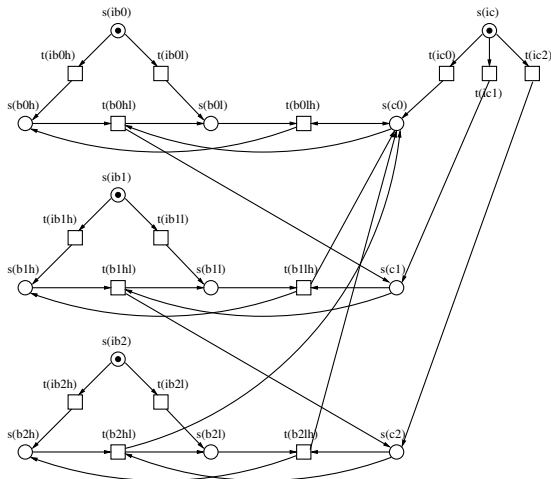 s(ib0)
s(ic)
t(ib0h)
t(ib0l)
t(ic0)
t(ic2)
t(ic1)
s(b0h)
t(b0hl)
s(b0l)
t(b0lh)
s(c0)
s(ib1)
t(ib1h)
t(ib1l)
s(b1h)
t(b1hl)
s(b1l)
t(b1lh)
s(c1)
s(ib2)
t(ib2h)
t(ib2l)
s(b2h)
t(b2hl)
s(b2l)
t(b2lh)
s(c2)